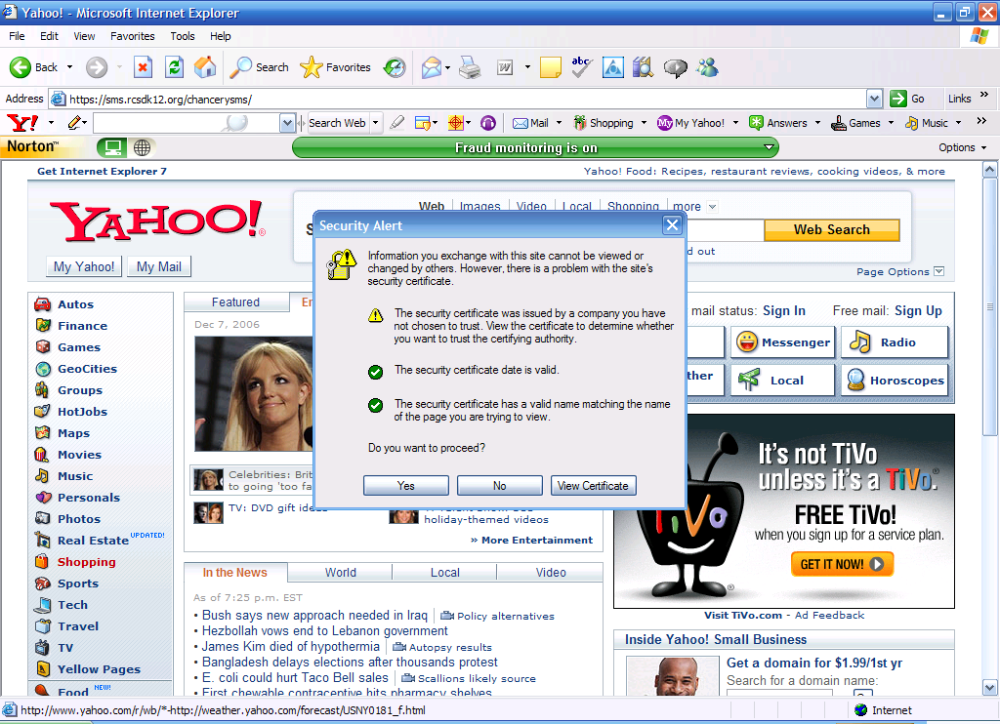 Yahoo! - Microsoft Internet Explorer
File Edit View Favorites Tools Help
Back Search Favorites
Address https://sms.rcsdk12.org/chancerysms/ Go Links »
Y! Search Web Mail Shopping My Yahoo! Answers Games Music »
Norton™ Fraud monitoring is on Options
Get Internet Explorer 7 Yahoo! Food: Recipes, restaurant reviews, cooking videos, & more
YAHOO!®
Web Images Video Local Shopping more
S Web Search
My Yahoo! My Mail
Page Options
Security Alert
Information you exchange with this site cannot be viewed or
changed by others. However, there is a problem with the site's
security certificate.
The security certificate was issued by a company you have
not chosen to trust. View the certificate to determine whether
you want to trust the certifying authority.
The security certificate date is valid.
The security certificate has a valid name matching the name
of the page you are trying to view.
Do you want to proceed?
Yes No View Certificate
Autos
Finance
Games
GeoCities
Groups
HotJobs
Maps
Movies
Music
Personals
Photos
Real Estate UPDATED!
Shopping
Sports
Tech
Travel
TV
Yellow Pages
Food NEW!
Featured
Dec 7, 2006
Celebrities: Brit
to going 'too fa
TV: DVD gift ideas
holiday-themed videos
» More Entertainment
In the News World Local Video
As of 7:25 p.m. EST
• Bush says new approach needed in Iraq Policy alternatives
• Hezbollah vows end to Lebanon government
• James Kim died of hypothermia Autopsy results
• Bangladesh delays elections after thousands protest
• E. coli could hurt Taco Bell sales Scallions likely source
• First chewable contraceptive hits pharmacy shelves
mail status: Sign In Free mail: Sign Up
Messenger Radio
ther Local Horoscopes
It's not TiVo
unless it's a TiVo.®
FREE TiVo!
when you sign up for a service plan.
GET IT NOW!
TiVo
®
Visit TiVo.com - Ad Feedback
Inside Yahoo! Small Business
Get a domain for $1.99/1st yr
Search for a domain name:
http://www.yahoo.com/r/wb/*-http://weather.yahoo.com/forecast/USNY0181_f.html Internet